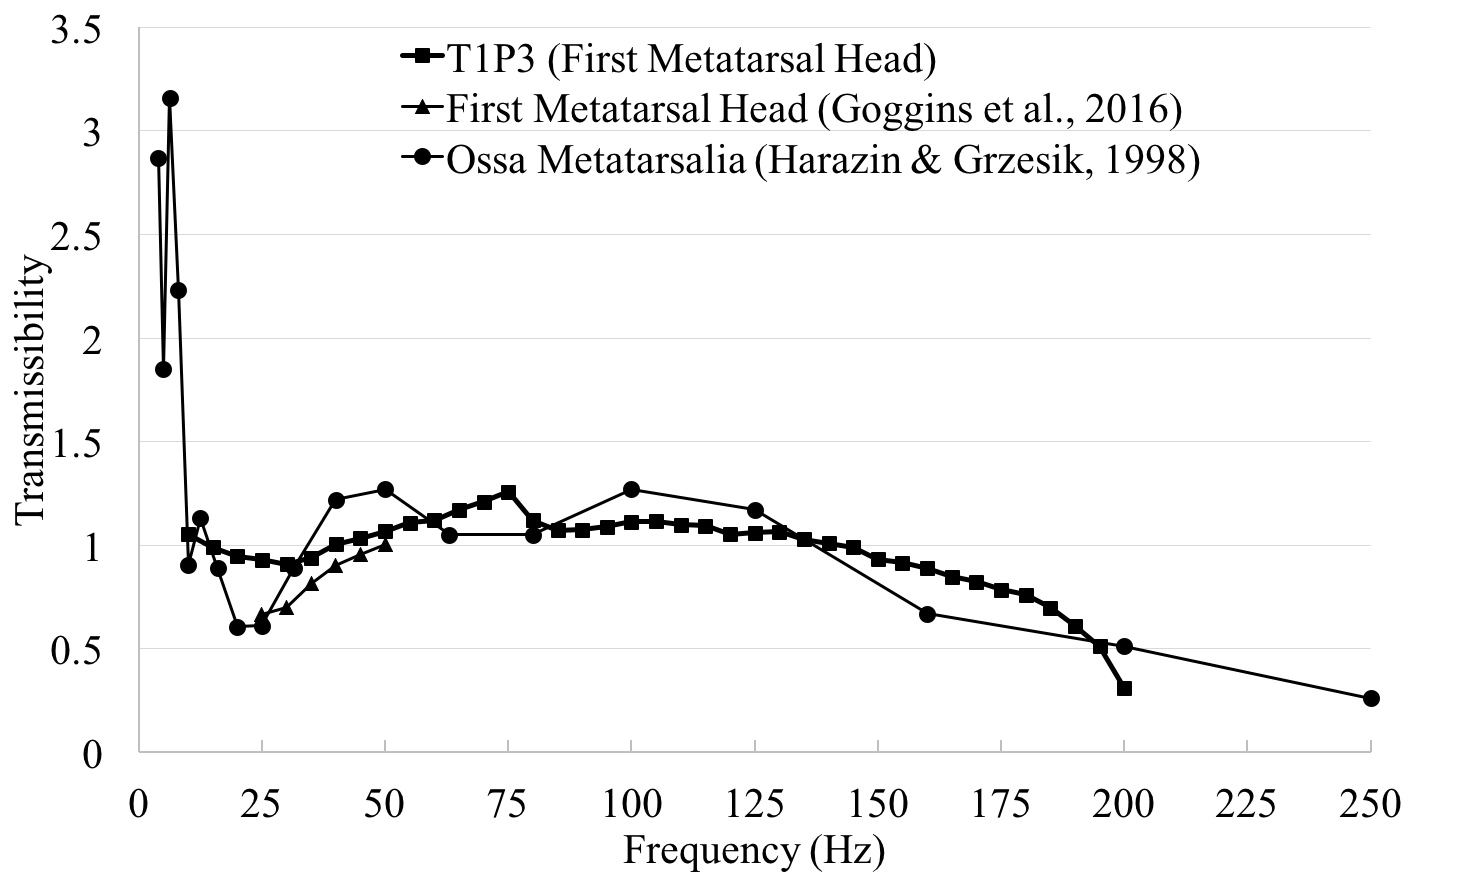 3.5
3
2.5
2
1.5
1
0.5
0
Transmissibility
T1P3 (First Metatarsal Head)
First Metatarsal Head (Goggins et al., 2016)
Ossa Metatarsalia (Harazin & Grzesik, 1998)
0 25 50 75 100 125 150 175 200 225 250
Frequency (Hz)